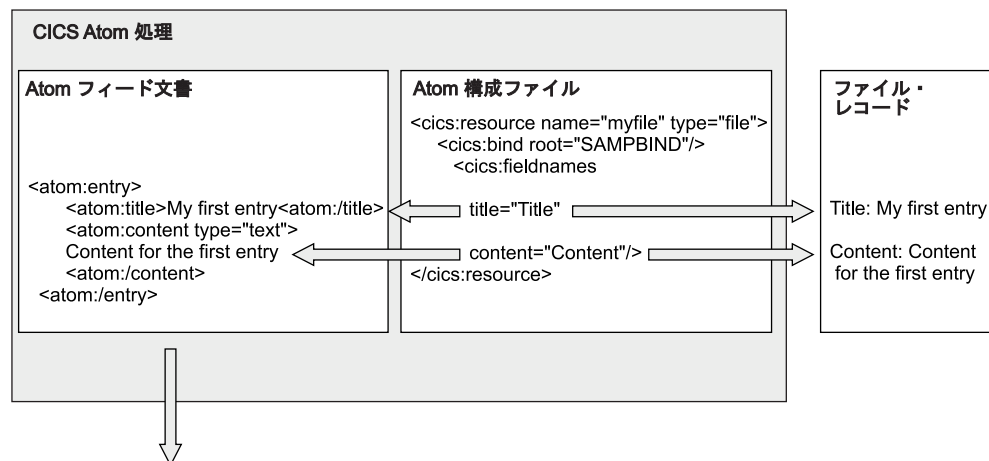 CICS Atom 処理
Atom フィード文書
<atom:entry>
<atom:title>My first entry<atom:/title>
<atom:content type="text">
Content for the first entry
<atom:/content>
<atom:/entry>
Atom 構成ファイル
<cics:resource name="myfile" type="file">
<cics:bind root="SAMPBIND"/>
<cics:fieldnames
title="Title"
content="Content"/>
</cics:resource>
ファイル・
レコード
Title: My first entry
Content: Content
for the first entry